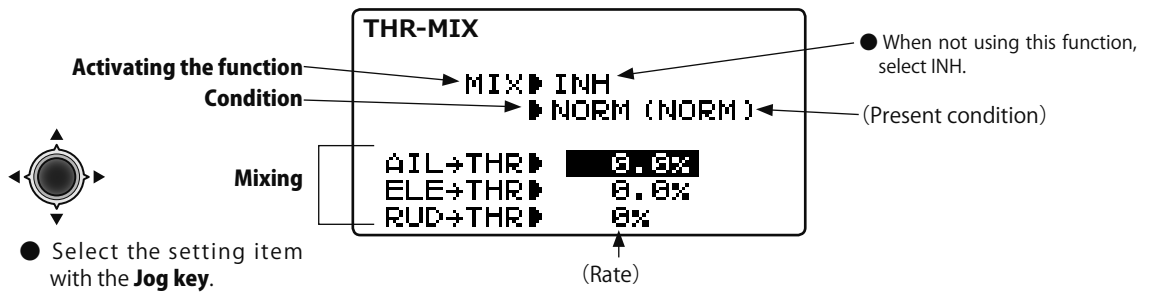 THR-MIX
Activating the function
MIX▶INH
● When not using this function,
select INH.
Condition
▶NORM (NORM)
(Present condition)
Mixing
AIL→THR▶ 0.0%
ELE→THR▶ 0.0%
RUD→THR▶ 0%
(Rate)
● Select the setting item
with the Jog key.